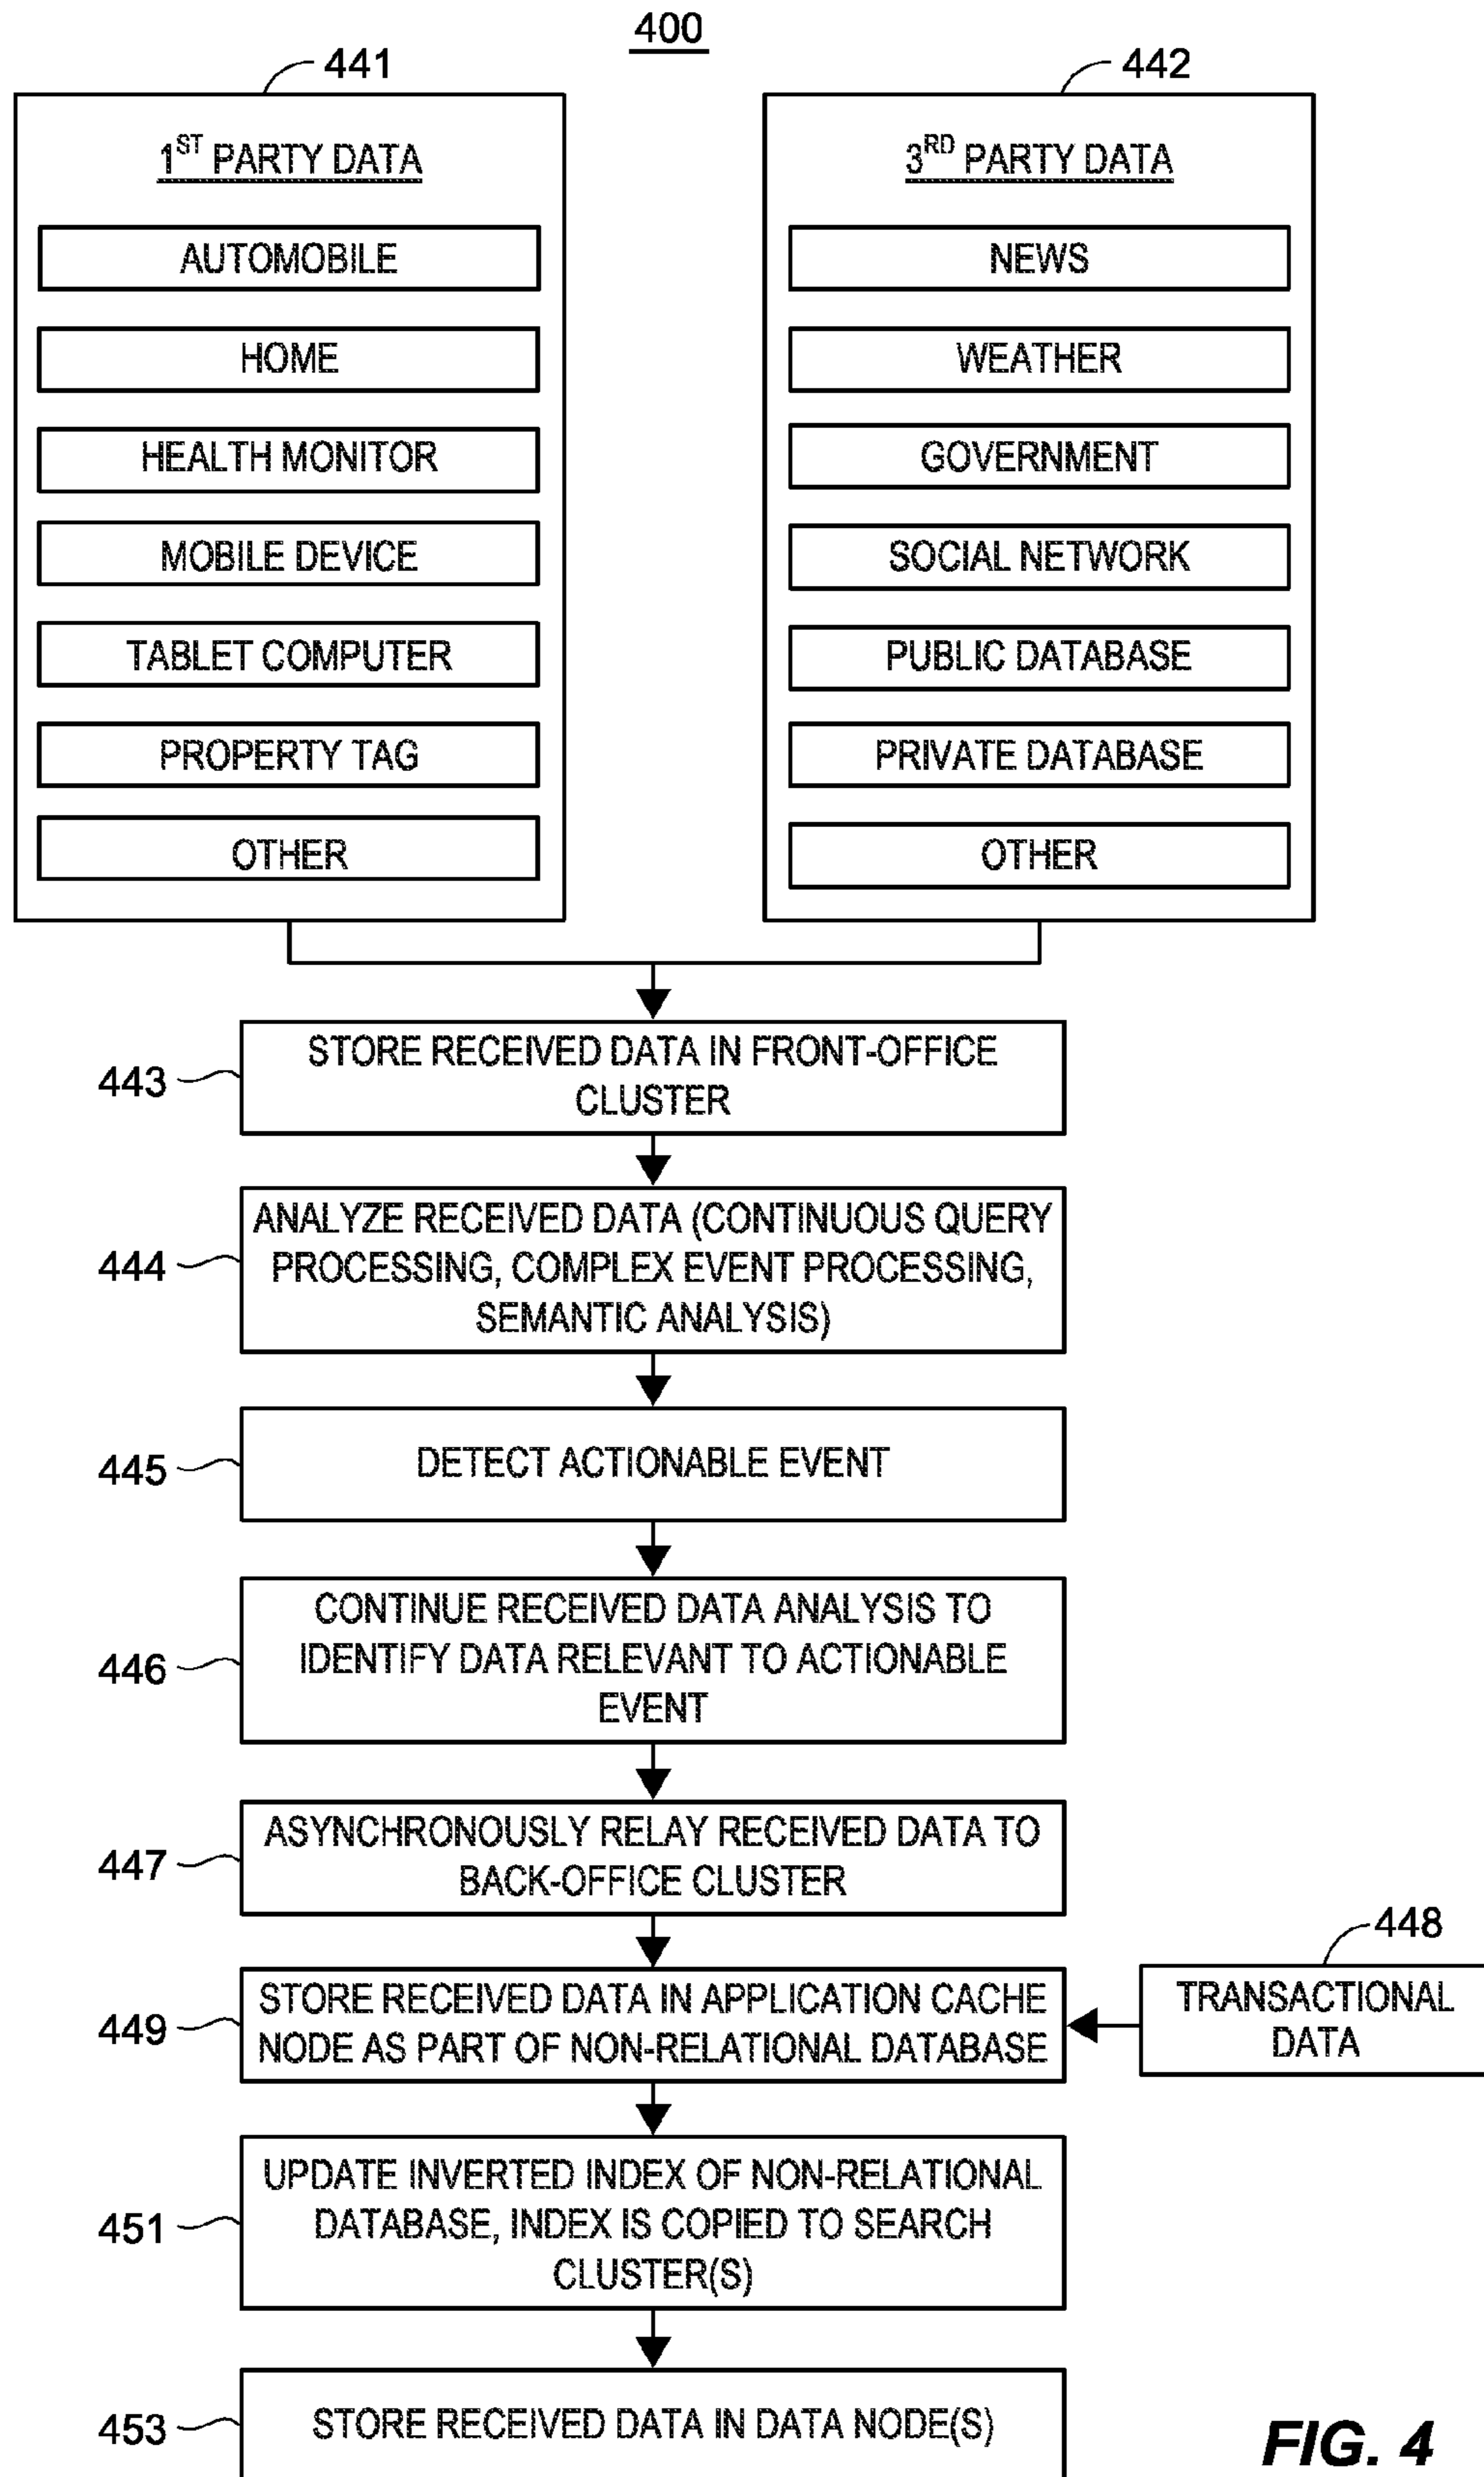 400
441
442
1ST PARTY DATA
AUTOMOBILE
HOME
HEALTH MONITOR
MOBILE DEVICE
TABLET COMPUTER
PROPERTY TAG
OTHER
3RD PARTY DATA
NEWS
WEATHER
GOVERNMENT
SOCIAL NETWORK
PUBLIC DATABASE
PRIVATE DATABASE
OTHER
443
STORE RECEIVED DATA IN FRONT-OFFICE
CLUSTER
444
ANALYZE RECEIVED DATA (CONTINUOUS QUERY
PROCESSING, COMPLEX EVENT PROCESSING,
SEMANTIC ANALYSIS)
445
DETECT ACTIONABLE EVENT
446
CONTINUE RECEIVED DATA ANALYSIS TO
IDENTIFY DATA RELEVANT TO ACTIONABLE
EVENT
447
ASYNCHRONOUSLY RELAY RECEIVED DATA TO
BACK-OFFICE CLUSTER
448
TRANSACTIONAL
DATA
449
STORE RECEIVED DATA IN APPLICATION CACHE
NODE AS PART OF NON-RELATIONAL DATABASE
451
UPDATE INVERTED INDEX OF NON-RELATIONAL
DATABASE, INDEX IS COPIED TO SEARCH
CLUSTER(S)
453
STORE RECEIVED DATA IN DATA NODE(S)
FIG. 4